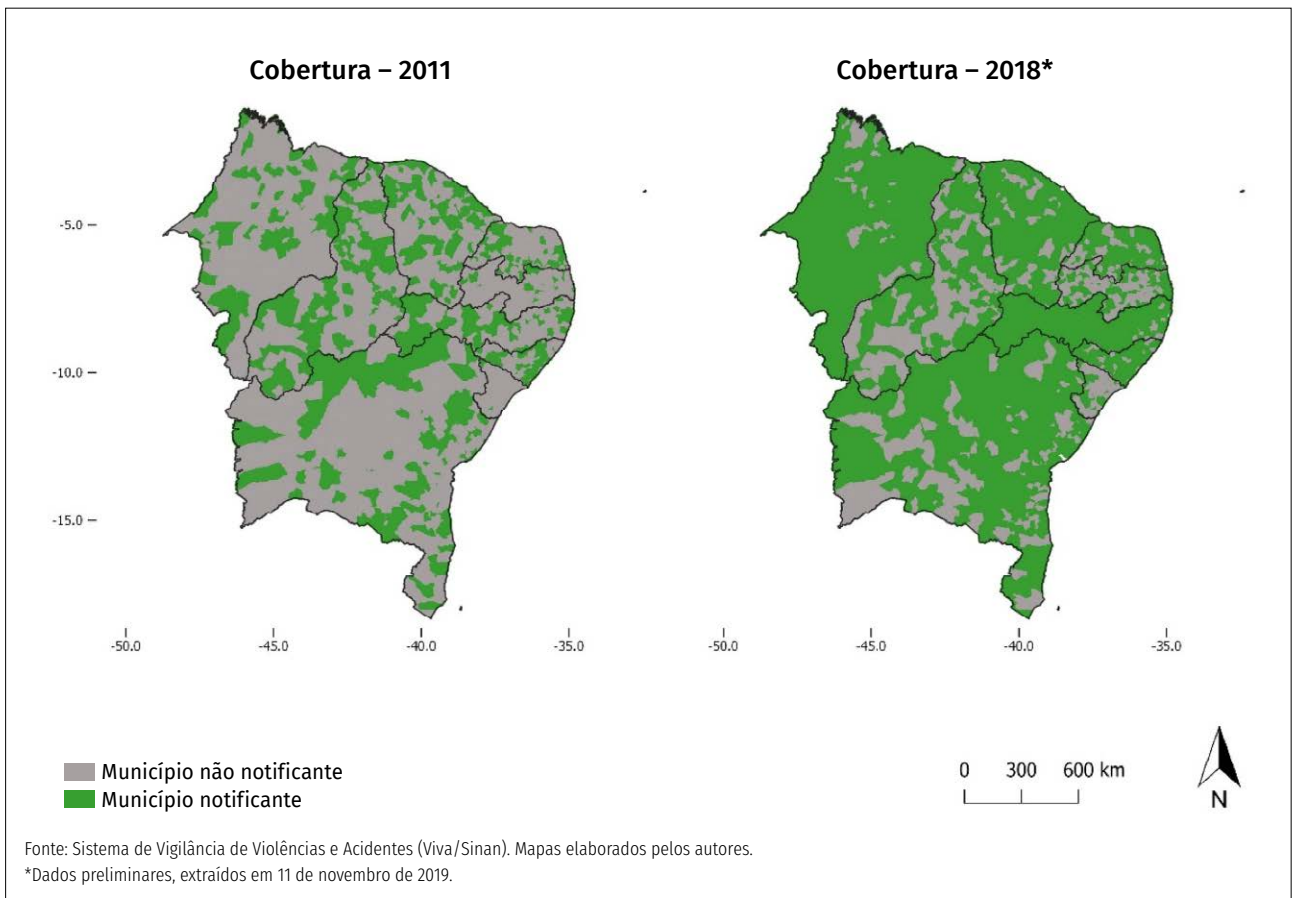 Cobertura – 2011
Cobertura – 2018*
-5.0
-10.0
-15.0
-50.0 -45.0 -40.0 -35.0
-50.0 -45.0 -40.0 -35.0
Município não notificante
Município notificante
0 300 600 km
N
Fonte: Sistema de Vigilância de Violências e Acidentes (Viva/Sinan). Mapas elaborados pelos autores.
*Dados preliminares, extraídos em 11 de novembro de 2019.